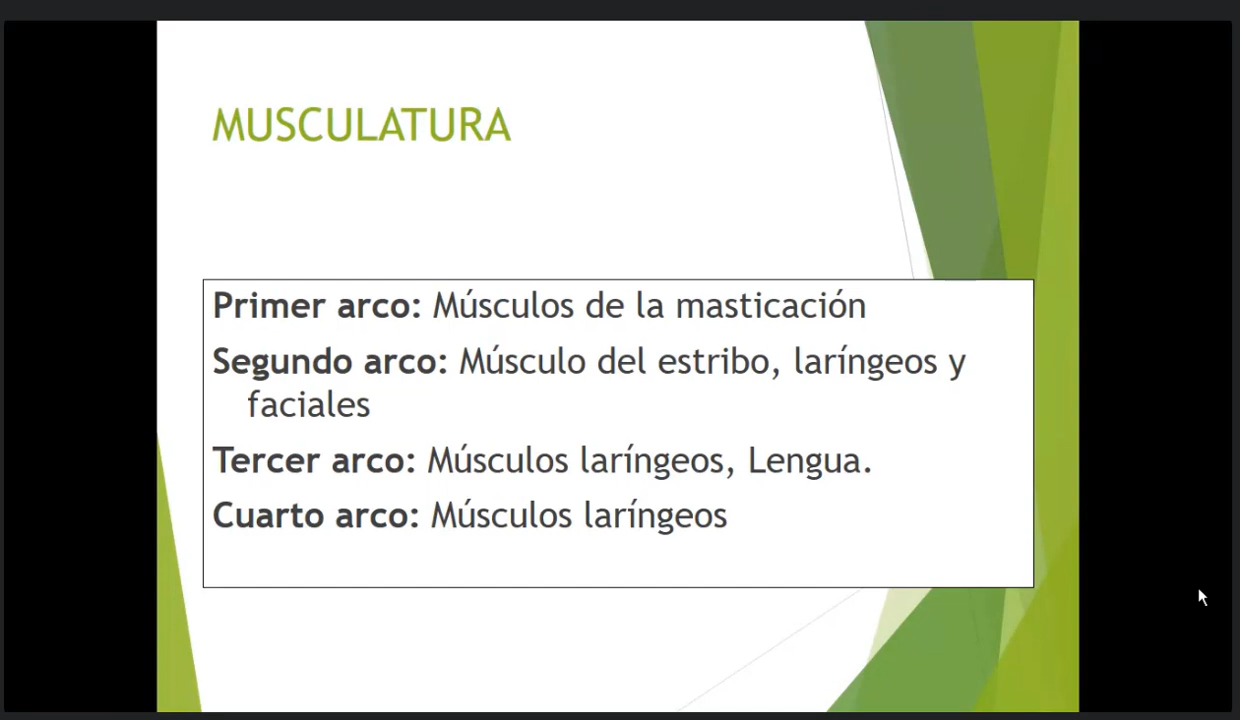 MUSCULATURA
Primer arco: Músculos de la masticación
Segundo arco: Músculo del estribo, laríngeos y
faciales
Tercer arco: Músculos laríngeos, Lengua.
Cuarto arco: Músculos laríngeos